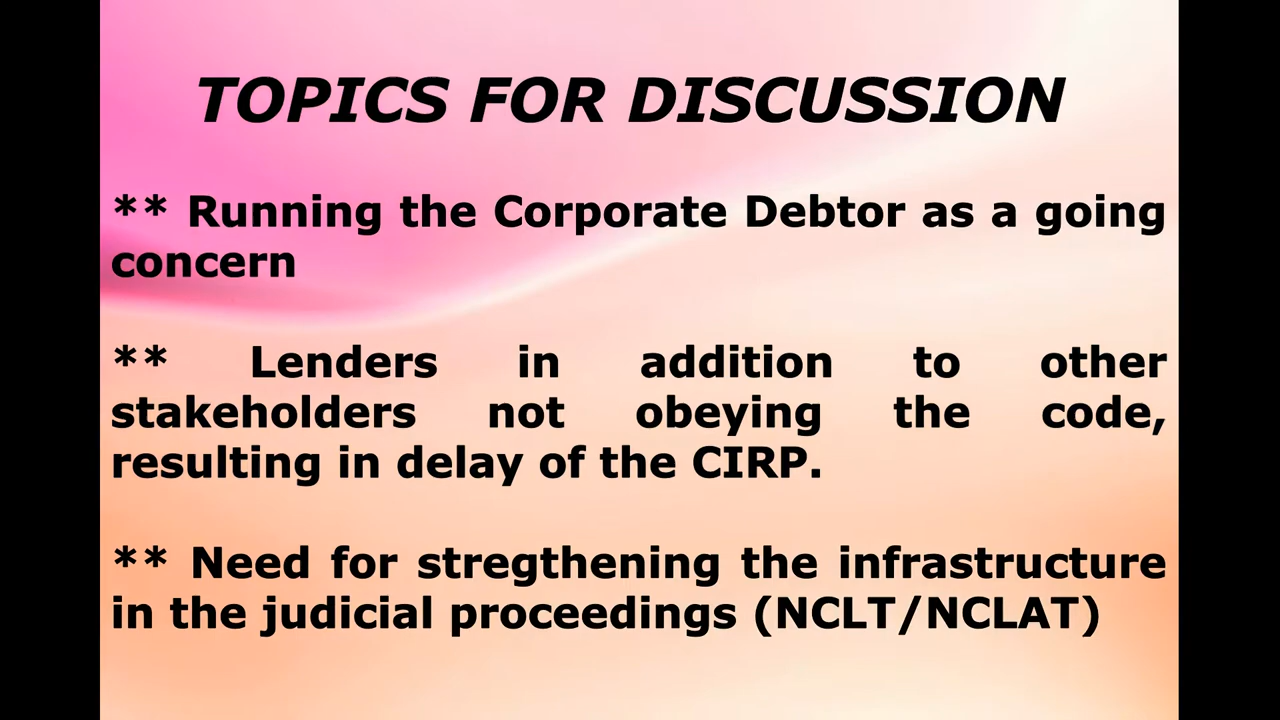 TOPICS FOR DISCUSSION
** Running the Corporate Debtor as a going
concern
** Lenders in addition to other
stakeholders not obeying the code,
resulting in delay of the CIRP.
** Need for stregthening the infrastructure
in the judicial proceedings (NCLT/NCLAT)